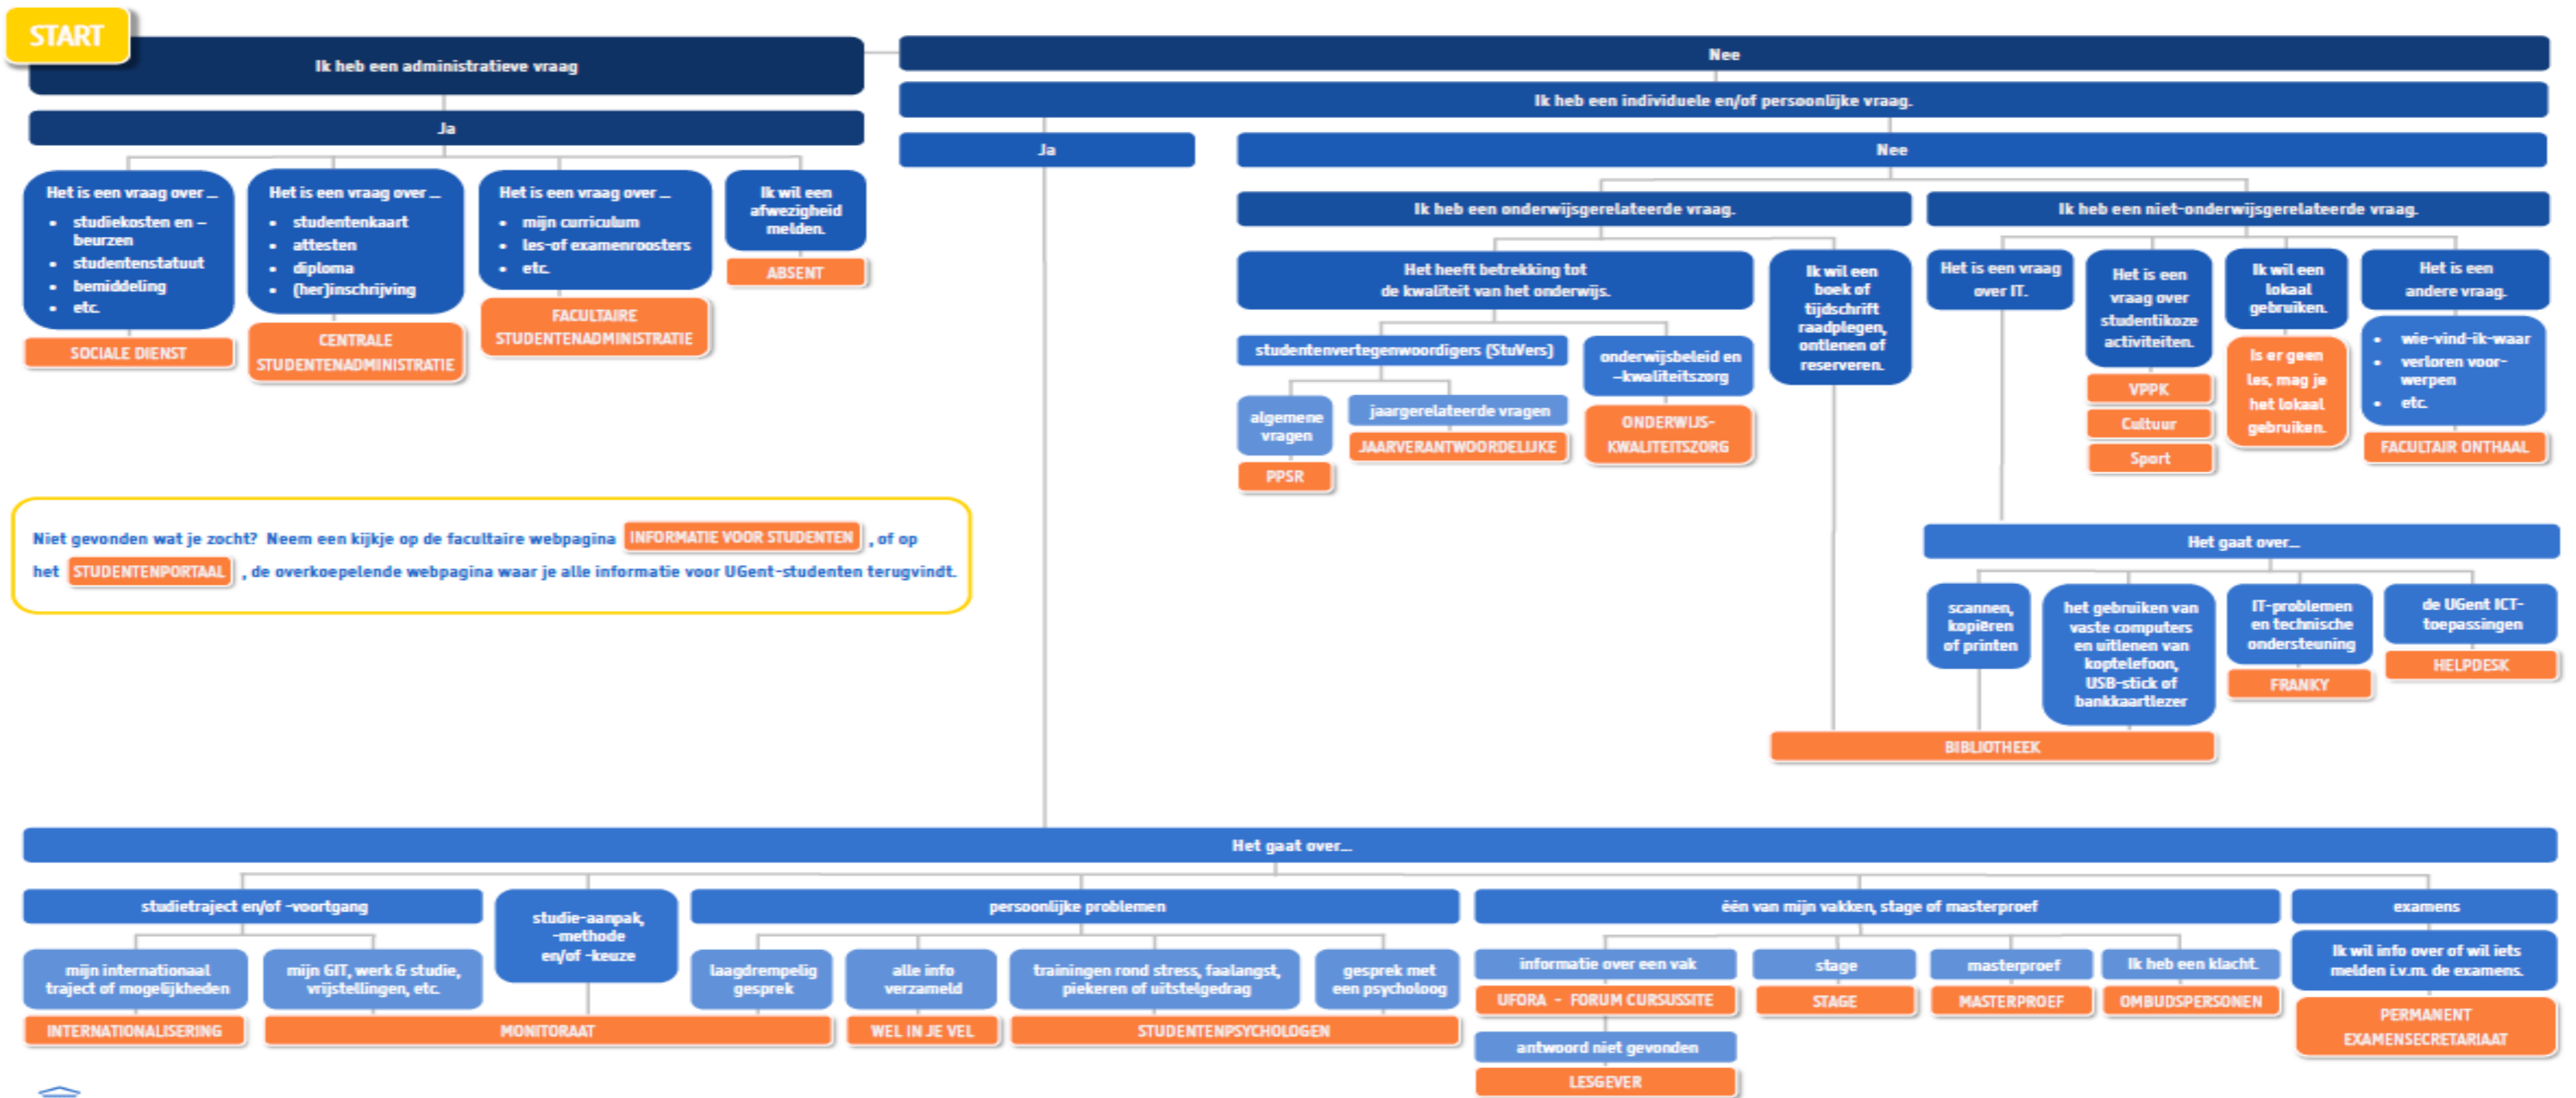 START
Ik heb een administratieve vraag
Ja
Het is een vraag over ...
• studiekosten en –
beurzen
• studentenstatuut
• bemiddeling
• etc.
SOCIALE DIENST
Het is een vraag over ...
• studentenkaart
• attesten
• diploma
• (her)inschrijving
CENTRALE
STUDENTENADMINISTRATIE
Het is een vraag over ...
• mijn curriculum
• les-of examenroosters
• etc.
FACULTAIRE
STUDENTENADMINISTRATIE
Ik wil een
afwezigheid
melden.
ABSENT
Nee
Ik heb een individuele en/of persoonlijke vraag.
Ja
Nee
Ik heb een onderwijsgerelateerde vraag.
Het heeft betrekking tot
de kwaliteit van het onderwijs.
studentenvertegenwoordigers (StuVers)
algemene
vragen
PPSR
jaargerelateerde vragen
JAARVERANTWOORDELIJKE
onderwijsbeleid en
–kwaliteitszorg
ONDERWIJS-
KWALITEITSZORG
Ik wil een
boek of
tijdschrift
raadplegen,
ontlenen of
reserveren.
Ik heb een niet-onderwijsgerelateerde vraag.
Het is een vraag
over IT.
Het is een
vraag over
studentikoze
activiteiten.
VPPK
Cultuur
Sport
Ik wil een
lokaal
gebruiken.
Is er geen
les, mag je
het lokaal
gebruiken.
Het is een
andere vraag.
• wie-vind-ik-waar
• verloren voor-
werpen
• etc.
FACULTAIR ONTHAAL
Niet gevonden wat je zocht? Neem een kijkje op de facultaire webpagina INFORMATIE VOOR STUDENTEN , of op
het STUDENTENPORTAAL , de overkoepelende webpagina waar je alle informatie voor UGent-studenten terugvindt.
Het gaat over...
scannen,
kopiëren
of printen
het gebruiken van
vaste computers
en uitlenen van
koptelefoon,
USB-stick of
bankkaartlezer
BIBLIOTHEEK
IT-problemen
en technische
ondersteuning
FRANKY
de UGent ICT-
toepassingen
HELPDESK
Het gaat over...
studietraject en/of -voortgang
mijn internationaal
traject of mogelijkheden
INTERNATIONALISERING
mijn GIT, werk & studie,
vrijstellingen, etc.
studie-aanpak,
-methode
en/of -keuze
MONITORAAT
persoonlijke problemen
laagdrempelig
gesprek
alle info
verzameld
WEL IN JE VEL
trainingen rond stress, faalangst,
piekeren of uitstelgedrag
gesprek met
een psycholoog
STUDENTENPSYCHOLOGEN
één van mijn vakken, stage of masterproef
informatie over een vak
UFORA - FORUM CURSUSSITE
antwoord niet gevonden
LESGEVER
stage
STAGE
masterproef
MASTERPROEF
Ik heb een klacht.
OMBUDSPERSONEN
examens
Ik wil info over of wil iets
melden i.v.m. de examens.
PERMANENT
EXAMENSECRETARIAAT